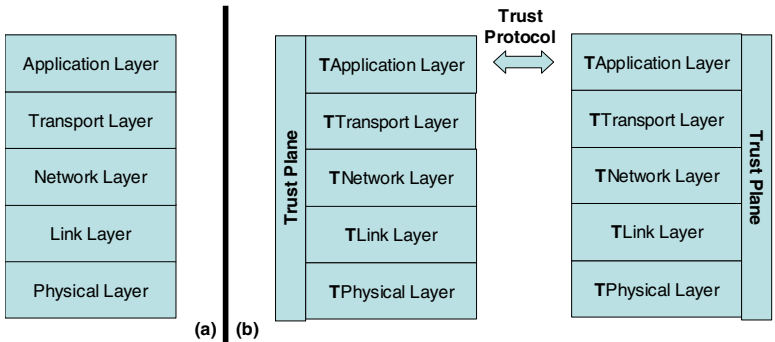 Application Layer
Transport Layer
Network Layer
Link Layer
Physical Layer
(a)
(b)
Trust Plane
TApplication Layer
TTransport Layer
TNetwork Layer
TLink Layer
TPhysical Layer
Trust
Protocol
TApplication Layer
TTransport Layer
TNetwork Layer
TLink Layer
TPhysical Layer
Trust Plane